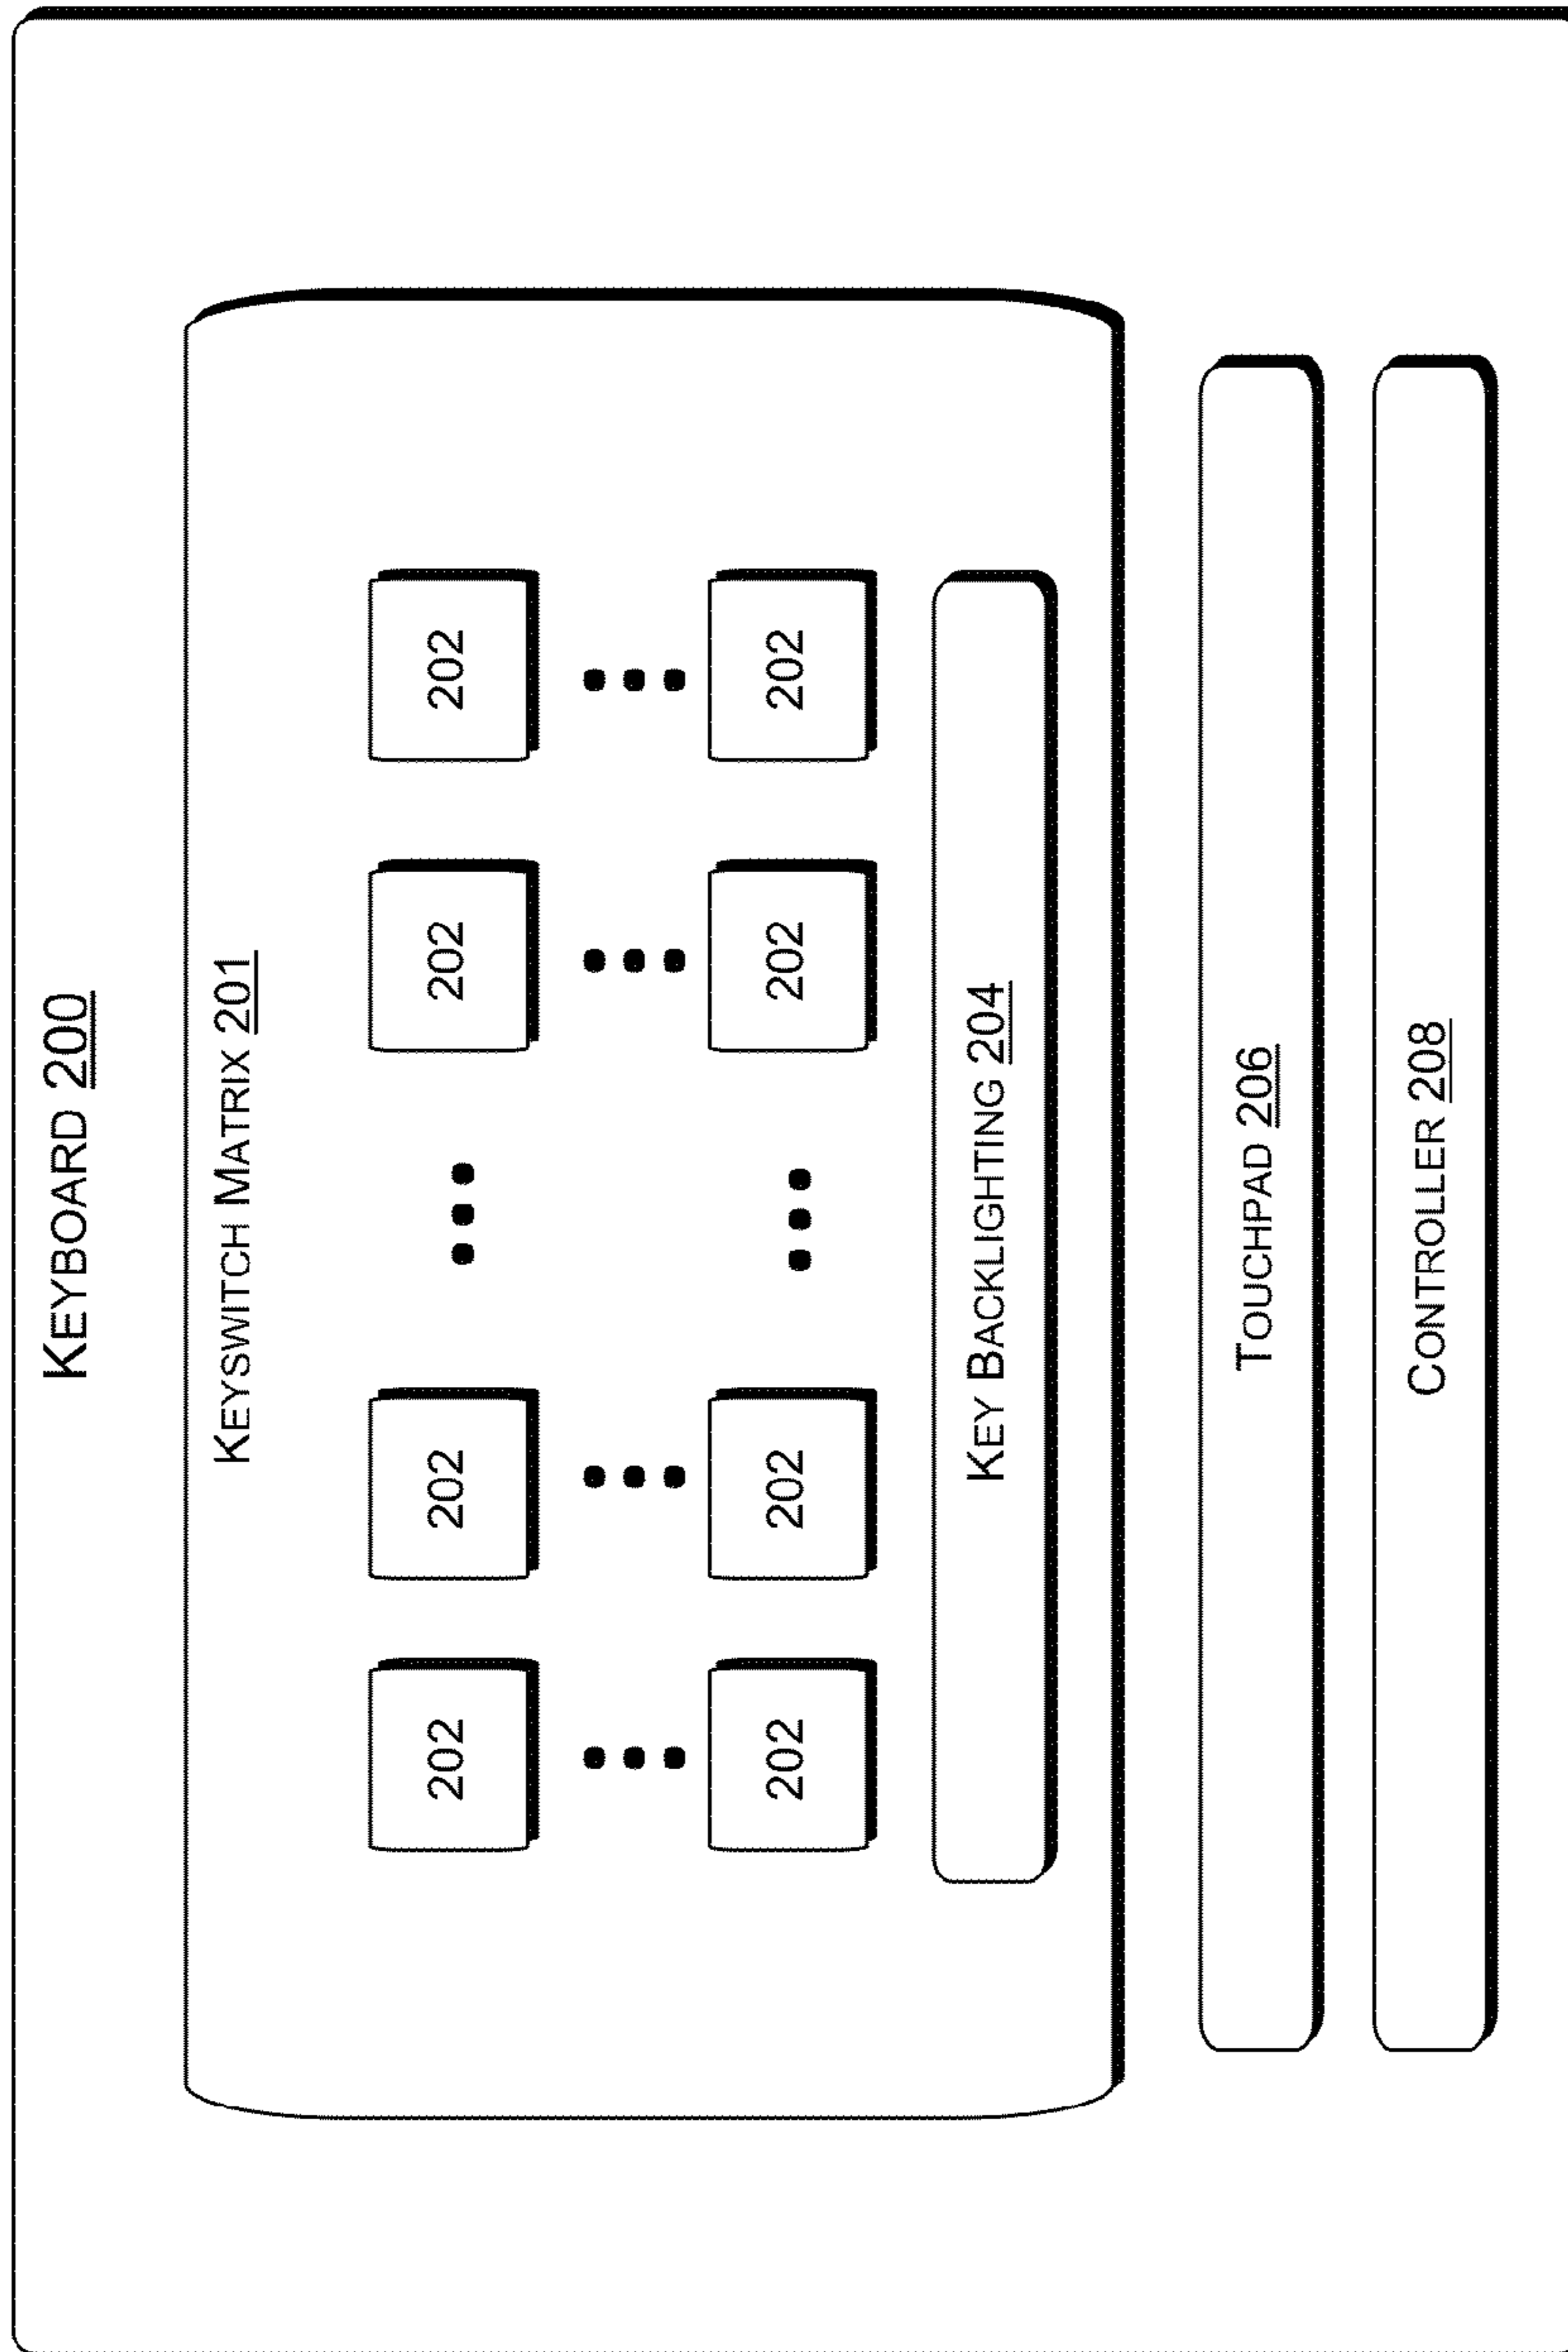 KEYBOARD 200
KEYSWITCH MATRIX 201
202 202 202 202
202 202 202 202
KEY BACKLIGHTING 204
TOUCHPAD 206
CONTROLLER 208